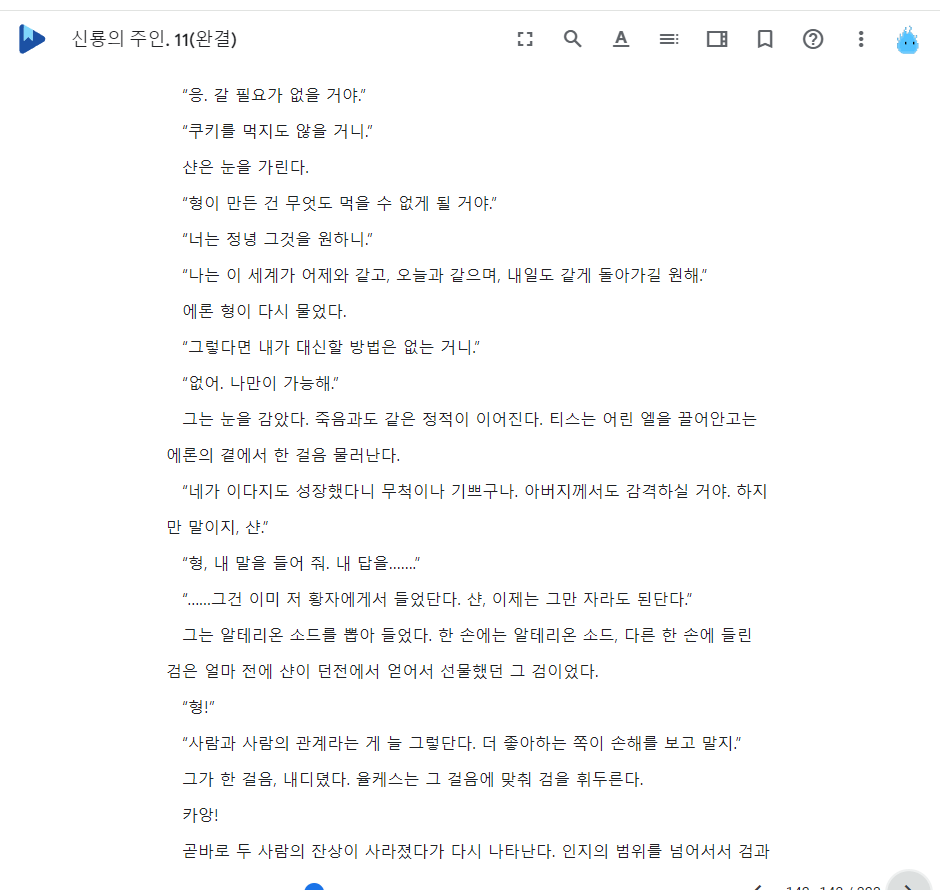 신룡의 주인. 11(완결)
“응. 갈 필요가 없을 거야.”
“쿠키를 먹지도 않을 거니.”
샨은 눈을 가린다.
“형이 만든 건 무엇도 먹을 수 없게 될 거야.”
“너는 정녕 그것을 원하니.”
“나는 이 세계가 어제와 같고, 오늘과 같으며, 내일도 같게 돌아가길 원해.”
에론 형이 다시 물었다.
“그렇다면 내가 대신할 방법은 없는 거니.”
“없어. 나만이 가능해.”
그는 눈을 감았다. 죽음과도 같은 정적이 이어진다. 티스는 어린 엘을 끌어안고는
에론의 곁에서 한 걸음 물러난다.
“네가 이다지도 성장했다니 무척이나 기쁘구나. 아버지께서도 감격하실 거야. 하지
만 말이지, 샨.”
“형, 내 말을 들어 줘. 내 답을…….”
“……그건 이미 저 황자에게서 들었단다. 샨, 이제는 그만 자라도 된단다.”
그는 알테리온 소드를 뽑아 들었다. 한 손에는 알테리온 소드, 다른 한 손에 들린
검은 얼마 전에 샨이 던전에서 얻어서 선물했던 그 검이었다.
“형!”
“사람과 사람의 관계라는 게 늘 그렇단다. 더 좋아하는 쪽이 손해를 보고 말지.”
그가 한 걸음, 내디뎠다. 율케스는 그 걸음에 맞춰 검을 휘두른다.
카앙!
곧바로 두 사람의 잔상이 사라졌다가 다시 나타난다. 인지의 범위를 넘어서서 검과